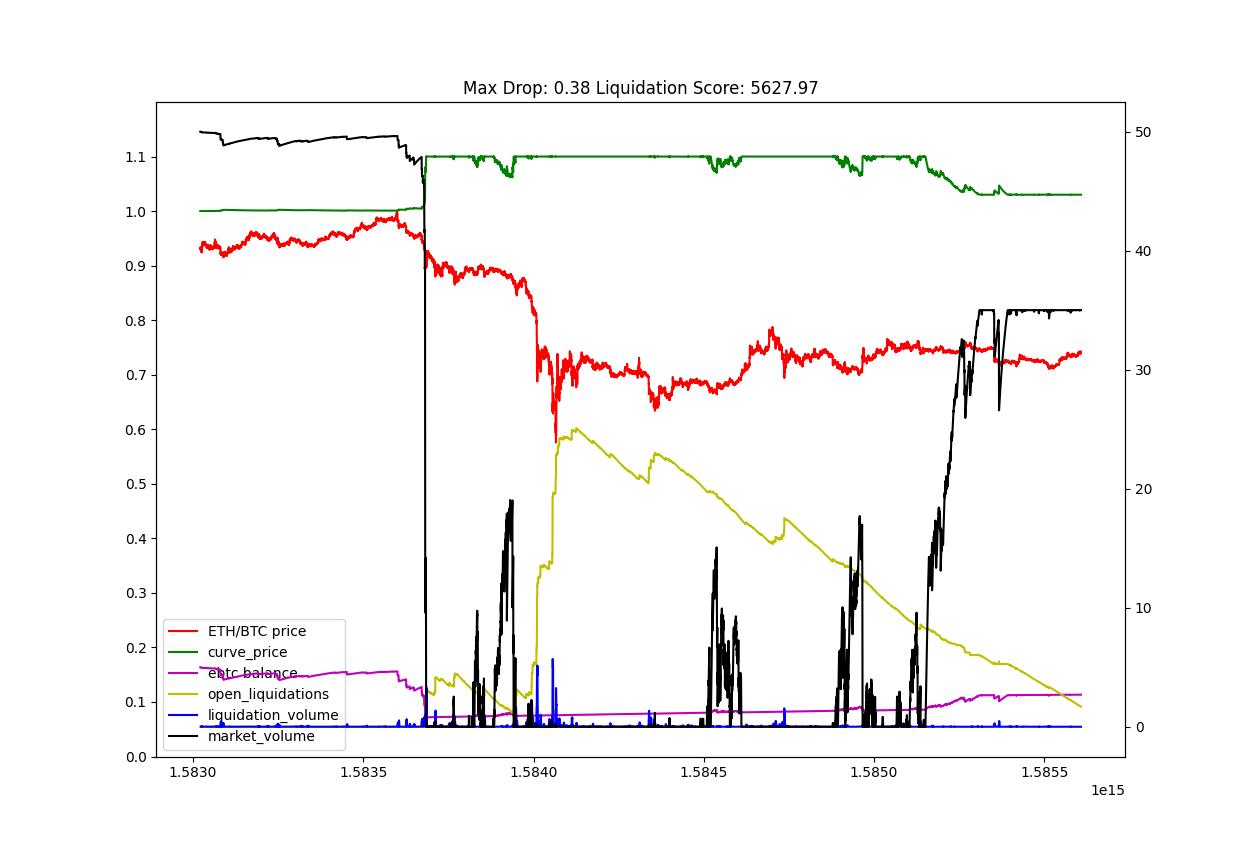 Max Drop: 0.38 Liquidation Score: 5627.97
1.1
1.0
0.9
0.8
0.7
0.6
0.5
0.4
0.3
0.2
0.1
0.0
50
40
30
20
10
0
ETH/BTC price
curve_price
ebtc balance
open_liquidations
liquidation_volume
market_volume
1.5830 1.5835 1.5840 1.5845 1.5850 1.5855
1e15